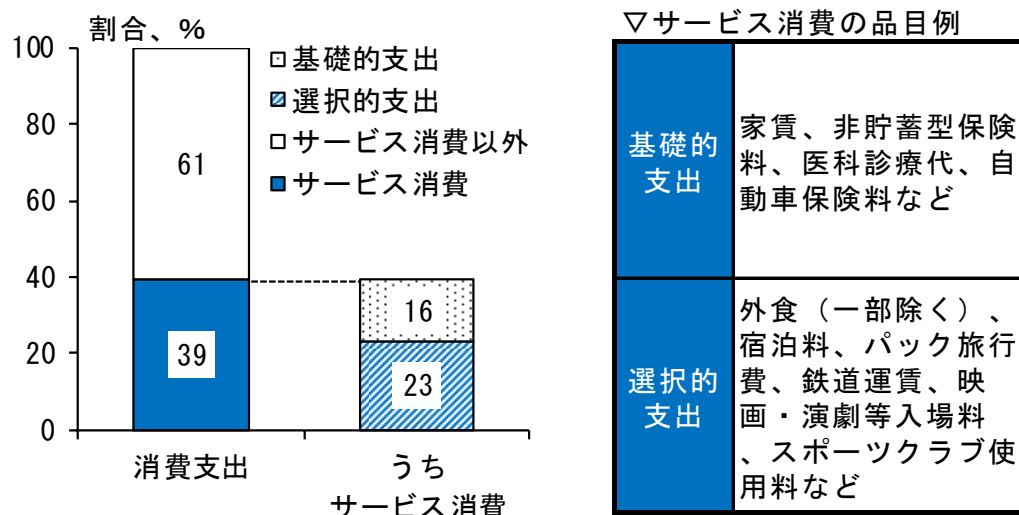 割合、%
100
80
60
40
20
0
基礎的支出
選択的支出
サービス消費以外
サービス消費
61
39
16
23
消費支出
うち
サービス消費
▽サービス消費の品目例
基礎的
支出
家賃、非貯蓄型保険
料、医科診療代、自
動車保険料など
選択的
支出
外食（一部除く）、
宿泊料、パック旅行
費、鉄道運賃、映
画・演劇等入場料
、スポーツクラブ使
用料など